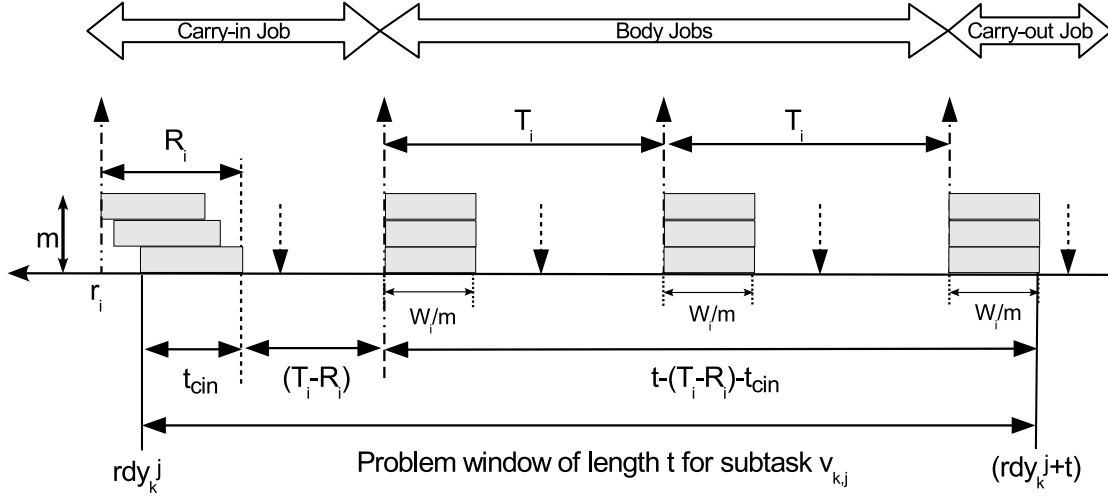 Carry-in Job Body Jobs Carry-out Job
R_i T_i T_i
m
r_i W_i/m W_i/m W_i/m
t_cin (T_i-R_i) t-(T_i-R_i)-t_cin
rdy_k^j Problem window of length t for subtask v_k,j (rdy_k^j+t)